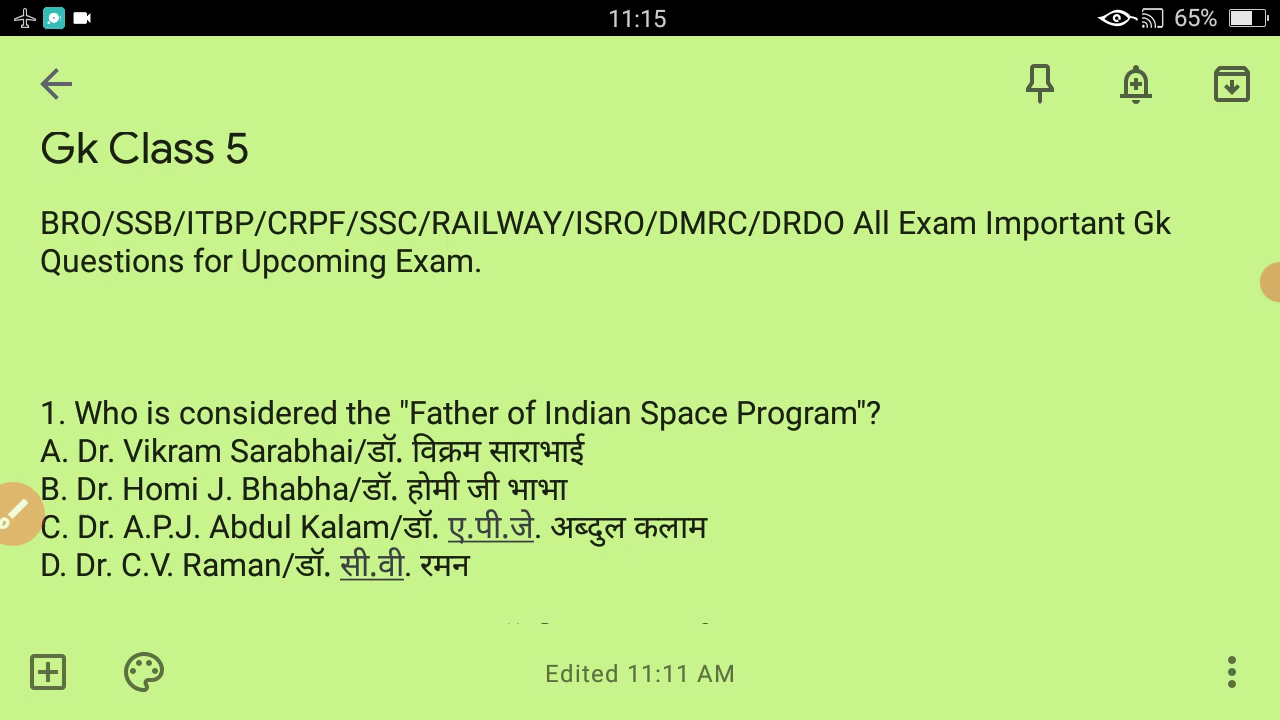 11:15
65%
Gk Class 5
BRO/SSB/ITBP/CRPF/SSC/RAILWAY/ISRO/DMRC/DRDO All Exam Important Gk
Questions for Upcoming Exam.
1. Who is considered the "Father of Indian Space Program"?
A. Dr. Vikram Sarabhai/डॉ. विक्रम साराभाई
B. Dr. Homi J. Bhabha/डॉ. होमी जी भाभा
C. Dr. A.P.J. Abdul Kalam/डॉ. ए.पी.जे. अब्दुल कलाम
D. Dr. C.V. Raman/डॉ. सी.वी. रमन
Edited 11:11 AM